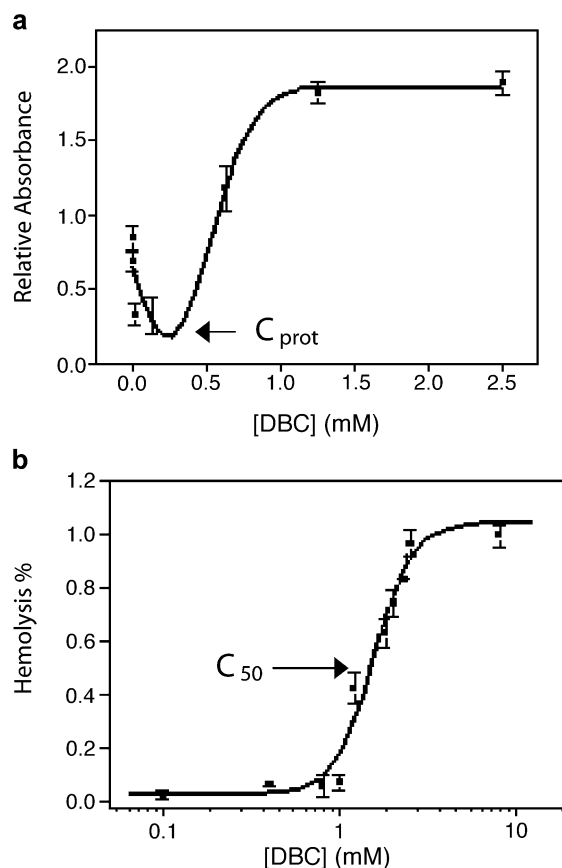 a
Relative Absorbance
2.0
1.5
1.0
0.5
0.0
C prot
0.0 0.5 1.0 1.5 2.0 2.5
[DBC] (mM)
b
Hemolysis %
1.2
1.0
0.8
0.6
0.4
0.2
0.0
C 50
0.1 1 10
[DBC] (mM)